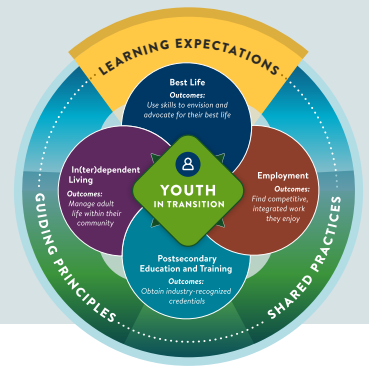 LEARNING EXPECTATIONS
Best Life
Outcomes:
Use skills to envision and
advocate for their best life
In(ter)dependent
Living
Outcomes:
Manage adult
life within their
community
YOUTH
IN TRANSITION
Employment
Outcomes:
Find competitive,
integrated work
they enjoy
Postsecondary
Education and Training
Outcomes:
Obtain industry-recognized
credentials
GUIDING PRINCIPLES
SHARED PRACTICES